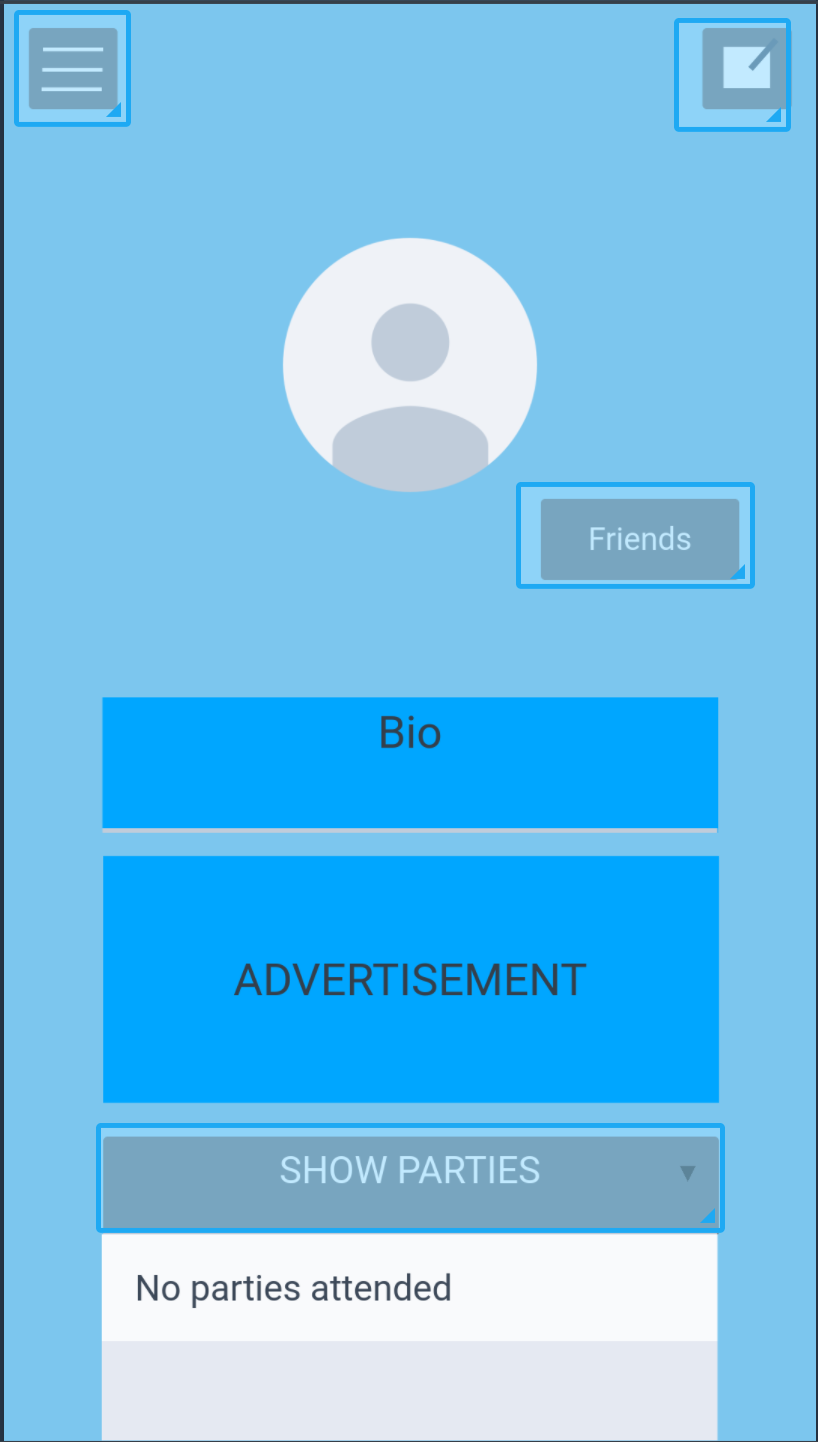 Friends
Bio
ADVERTISEMENT
SHOW PARTIES ▼
No parties attended